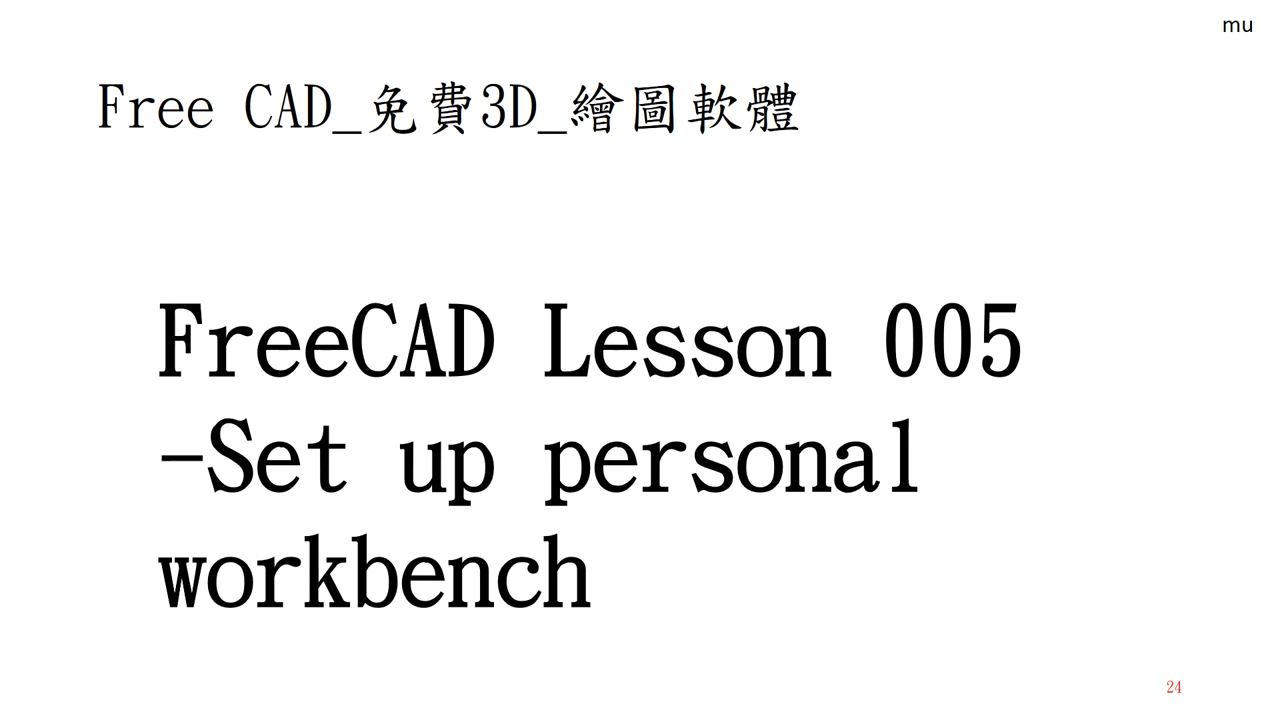 mu
Free CAD_免費3D_繪圖軟體
FreeCAD Lesson 005
-Set up personal
workbench
24